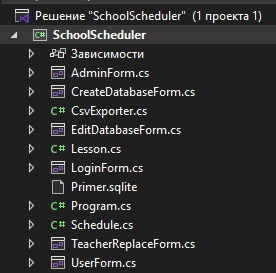 Решение "SchoolScheduler" (1 проекта 1)
C# SchoolScheduler
Зависимости
AdminForm.cs
CreateDatabaseForm.cs
C# CsvExporter.cs
EditDatabaseForm.cs
C# Lesson.cs
LoginForm.cs
Primer.sqlite
C# Program.cs
C# Schedule.cs
TeacherReplaceForm.cs
UserForm.cs